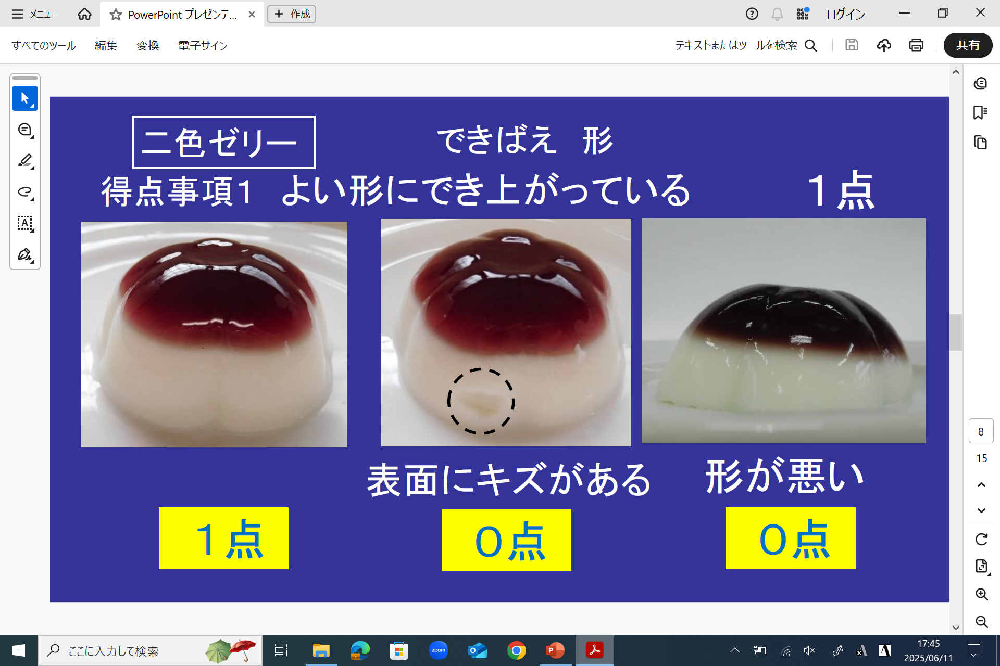 メニュー
PowerPoint プレゼンテ...
作成
ログイン
すべてのツール
編集
変換
電子サイン
テキストまたはツールを検索
共有
二色ゼリー
できばえ　形
得点事項１　よい形にでき上がっている　１点
表面にキズがある
形が悪い
１点
０点
０点
8
15
ここに入力して検索
zoom
17:45
2025/06/11